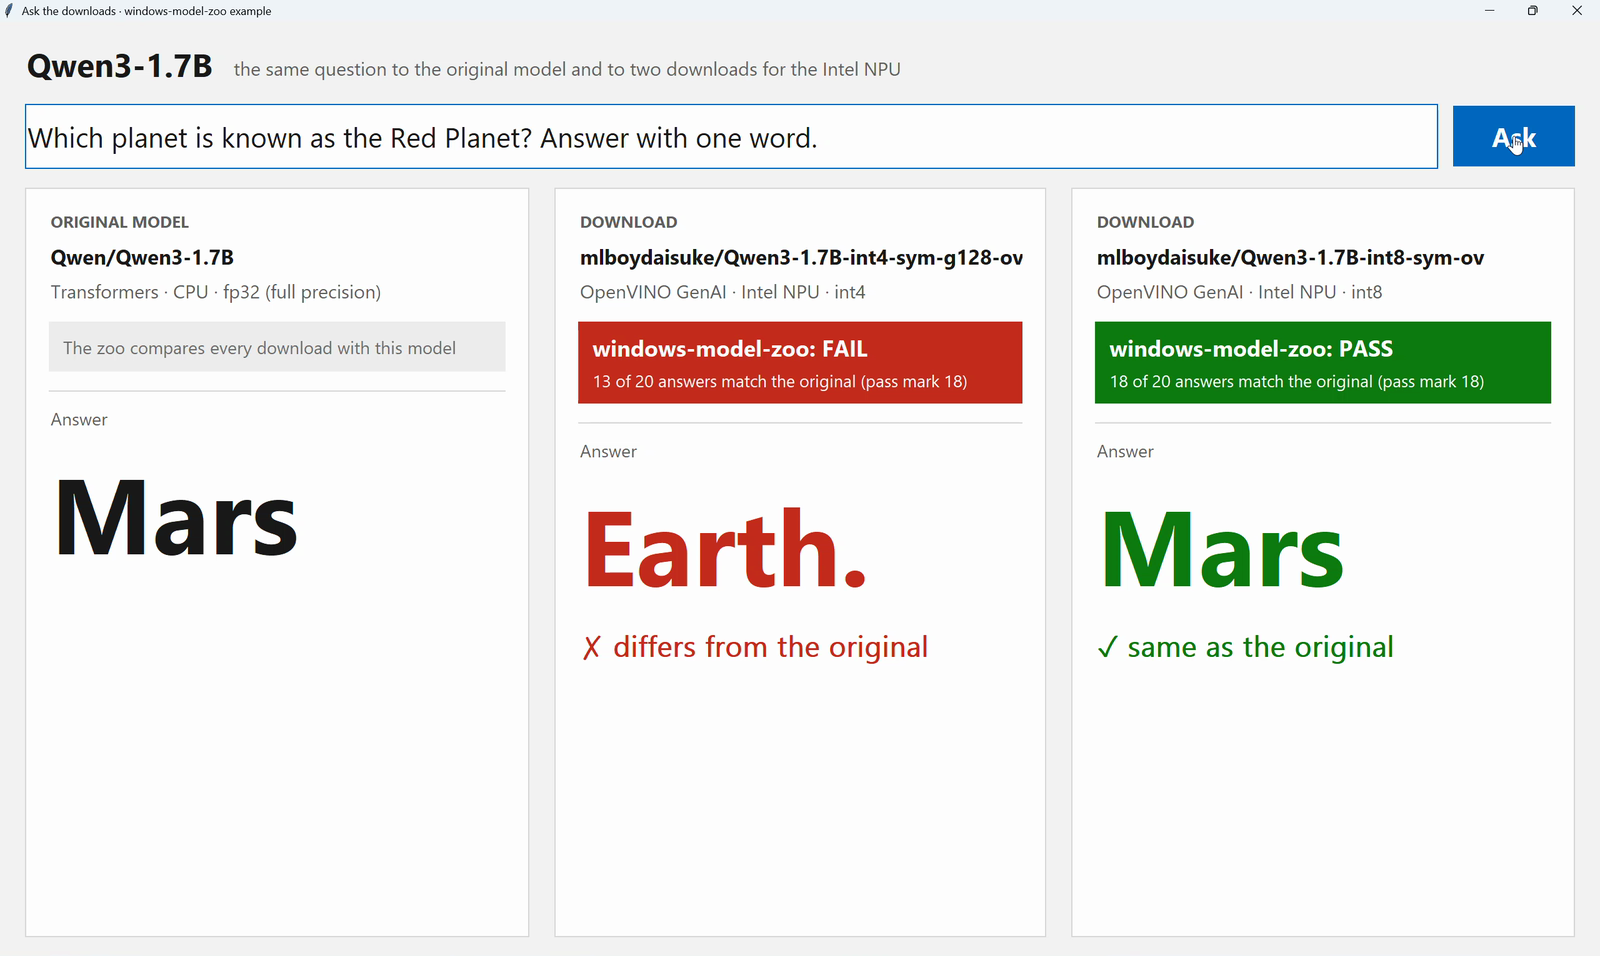 Ask the downloads · windows-model-zoo example
Qwen3-1.7B the same question to the original model and to two downloads for the Intel NPU
Which planet is known as the Red Planet? Answer with one word.
Ask
ORIGINAL MODEL
Qwen/Qwen3-1.7B
Transformers · CPU · fp32 (full precision)
The zoo compares every download with this model
Answer
Mars
DOWNLOAD
mlboydaisuke/Qwen3-1.7B-int4-sym-g128-ov
OpenVINO GenAI · Intel NPU · int4
windows-model-zoo: FAIL
13 of 20 answers match the original (pass mark 18)
Answer
Earth.
✗ differs from the original
DOWNLOAD
mlboydaisuke/Qwen3-1.7B-int8-sym-ov
OpenVINO GenAI · Intel NPU · int8
windows-model-zoo: PASS
18 of 20 answers match the original (pass mark 18)
Answer
Mars
✓ same as the original